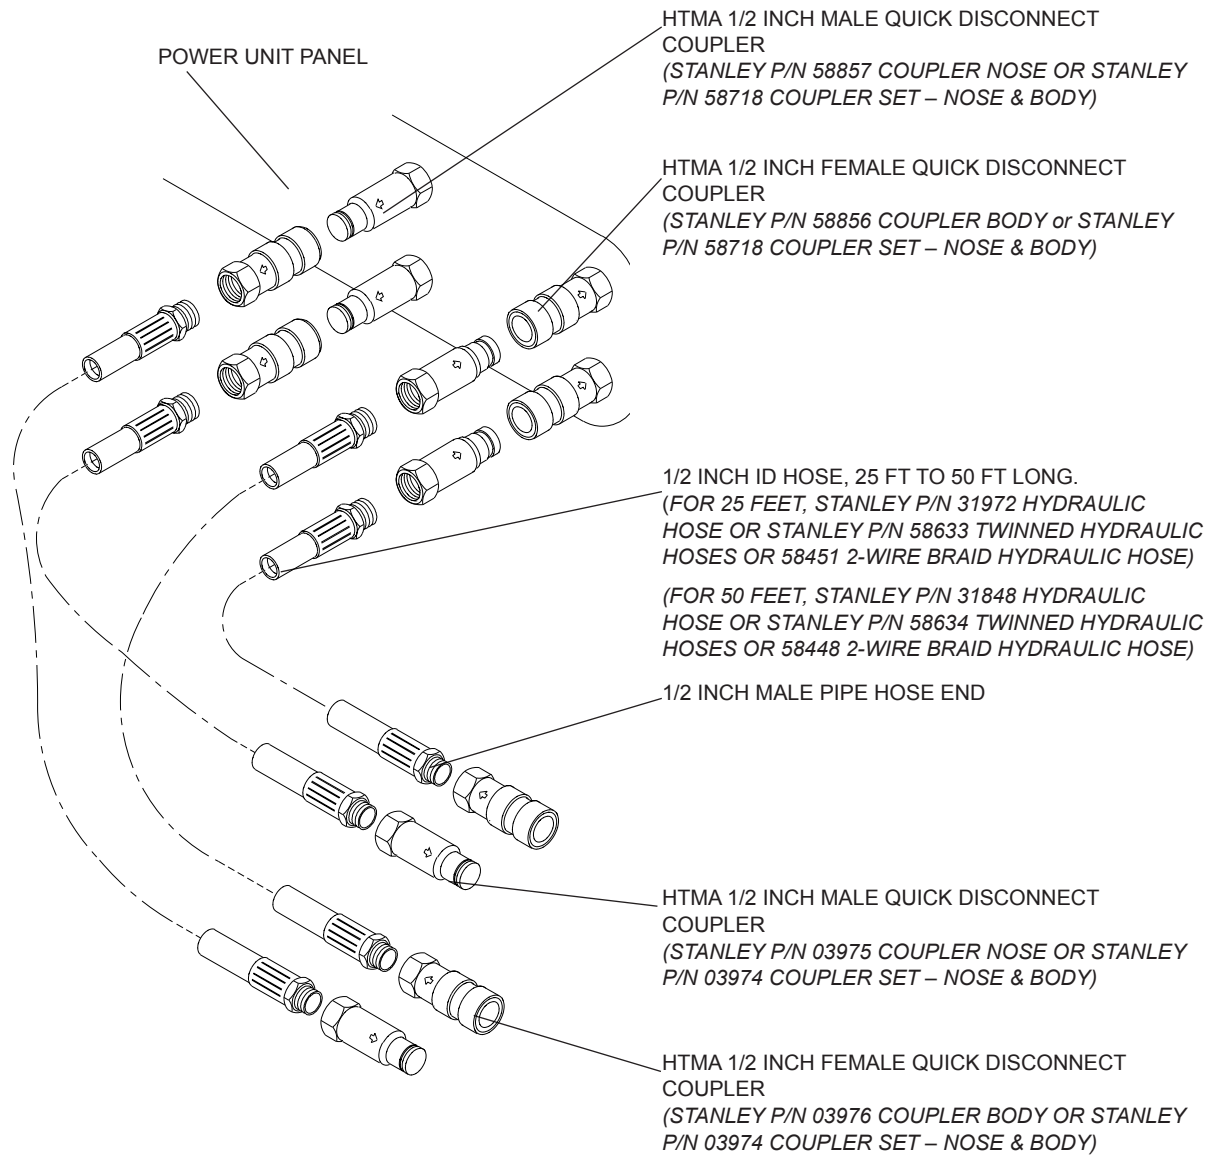 POWER UNIT PANEL
HTMA 1/2 INCH MALE QUICK DISCONNECT
COUPLER
(STANLEY P/N 58857 COUPLER NOSE OR STANLEY
P/N 58718 COUPLER SET – NOSE & BODY)
HTMA 1/2 INCH FEMALE QUICK DISCONNECT
COUPLER
(STANLEY P/N 58856 COUPLER BODY or STANLEY
P/N 58718 COUPLER SET – NOSE & BODY)
1/2 INCH ID HOSE, 25 FT TO 50 FT LONG.
(FOR 25 FEET, STANLEY P/N 31972 HYDRAULIC
HOSE OR STANLEY P/N 58633 TWINNED HYDRAULIC
HOSES OR 58451 2-WIRE BRAID HYDRAULIC HOSE)
(FOR 50 FEET, STANLEY P/N 31848 HYDRAULIC
HOSE OR STANLEY P/N 58634 TWINNED HYDRAULIC
HOSES OR 58448 2-WIRE BRAID HYDRAULIC HOSE)
1/2 INCH MALE PIPE HOSE END
HTMA 1/2 INCH MALE QUICK DISCONNECT
COUPLER
(STANLEY P/N 03975 COUPLER NOSE OR STANLEY
P/N 03974 COUPLER SET – NOSE & BODY)
HTMA 1/2 INCH FEMALE QUICK DISCONNECT
COUPLER
(STANLEY P/N 03976 COUPLER BODY OR STANLEY
P/N 03974 COUPLER SET – NOSE & BODY)